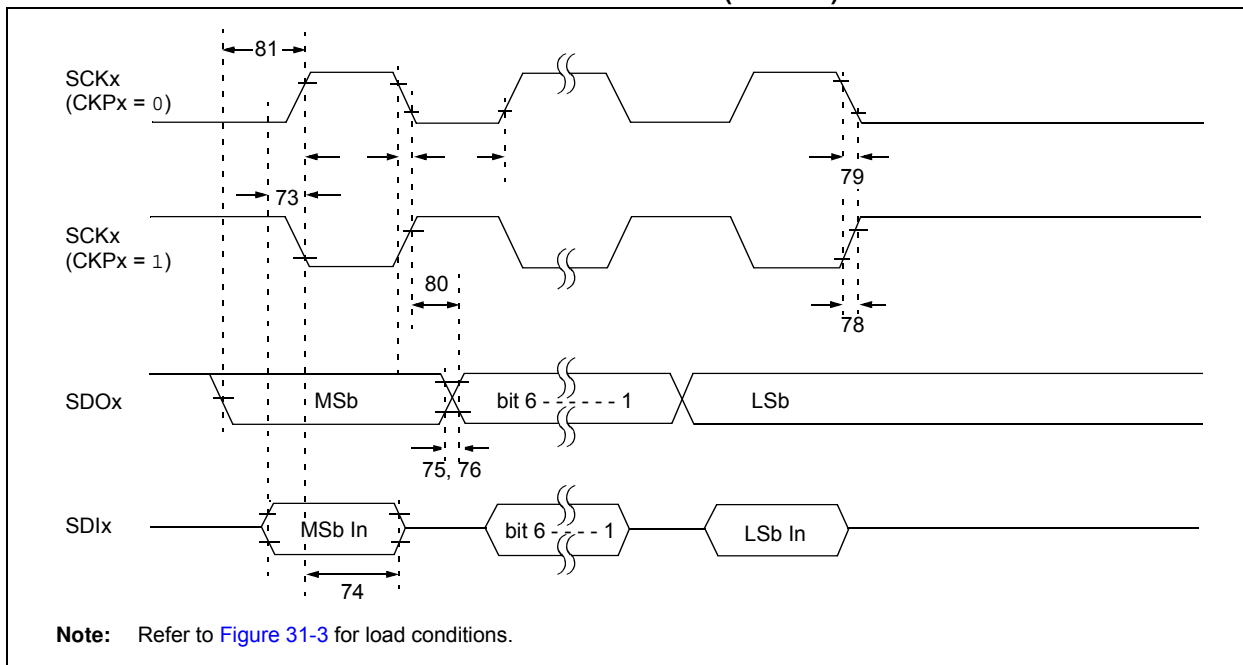 81
SCKx
(CKPx = 0)
73
79
SCKx
(CKPx = 1)
80
78
SDOx
MSb
bit 6 - - - - - - 1
LSb
75, 76
SDIx
MSb In
bit 6 - - - - 1
LSb In
74
Note: Refer to Figure 31-3 for load conditions.